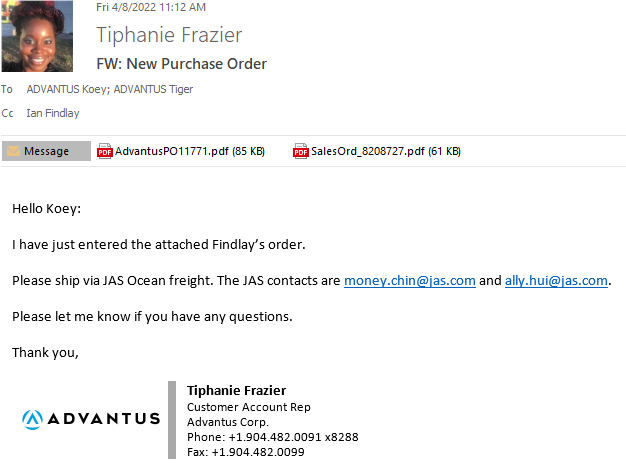 Fri 4/8/2022 11:12 AM
Tiphanie Frazier
FW: New Purchase Order
To ADVANTUS Koey; ADVANTUS Tiger
Cc Ian Findlay
Message AdvantusPO11771.pdf (85 KB) SalesOrd_8208727.pdf (61 KB)
Hello Koey:
I have just entered the attached Findlay’s order.
Please ship via JAS Ocean freight. The JAS contacts are money.chin@jas.com and ally.hui@jas.com.
Please let me know if you have any questions.
Thank you,
ADVANTUS
Tiphanie Frazier
Customer Account Rep
Advantus Corp.
Phone: +1.904.482.0091 x8288
Fax: +1.904.482.0099